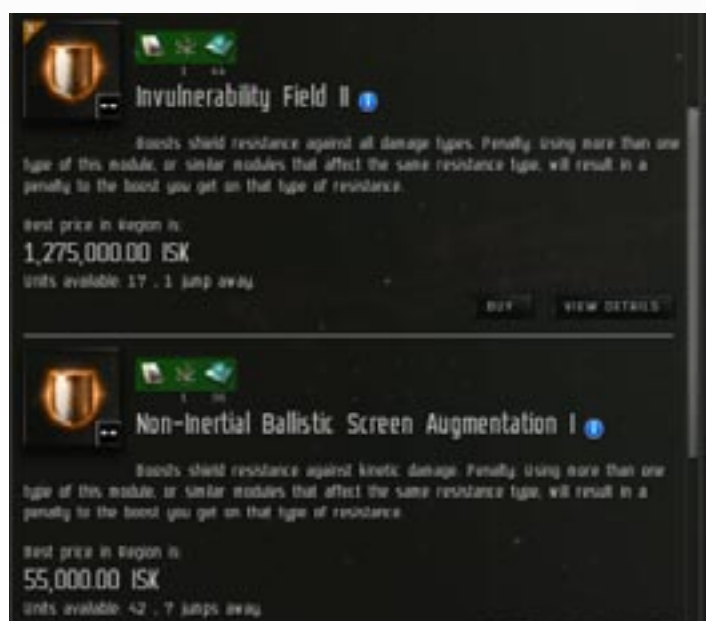 Invulnerability Field II
Boosts shield resistance against all damage types. Penalty: Using more than one
type of this module, or similar modules that affect the same resistance type, will result in a
penalty to the boost you get on that type of resistance.
Best price in Region is:
1,275,000.00 ISK
Units available: 17 , 1 jump away
BUY VIEW DETAILS
Non-Inertial Ballistic Screen Augmentation I
Boosts shield resistance against kinetic damage. Penalty: Using more than one
type of this module, or similar modules that affect the same resistance type, will result in a
penalty to the boost you get on that type of resistance.
Best price in Region is:
55,000.00 ISK
Units available: 42 , 7 jumps away